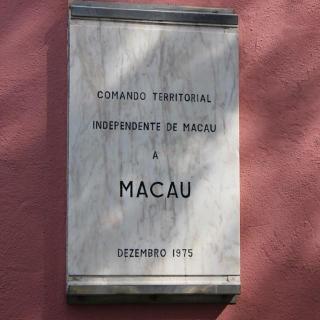 COMANDO TERRITORIAL
INDEPENDENTE DE MACAU
A
MACAU
DEZEMBRO 1975